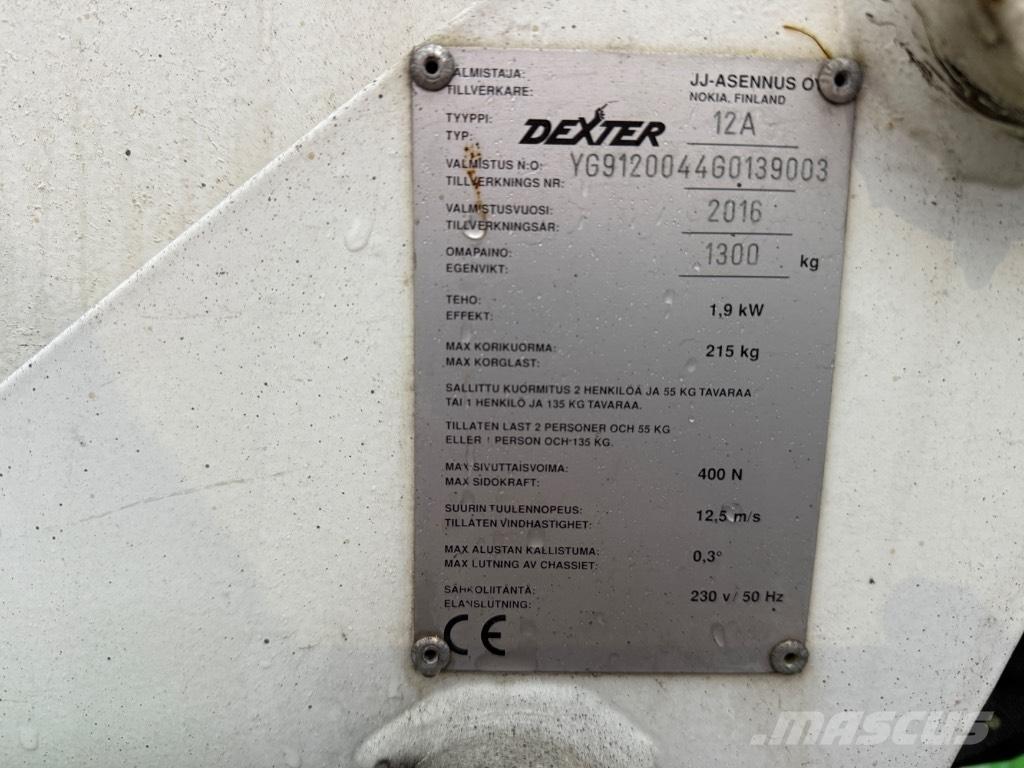 VALMISTAJA: JJ-ASENNUS OY
TILLVERKARE: NOKIA, FINLAND
TYYPPI: DEXTER 12A
TYP:
VALMISTUS N:O: YG9120044G0139003
TILLVERKNINGS NR:
VALMISTUSVUOSI: 2016
TILLVERKNINGSÅR:
OMAPAINO: 1300 kg
EGENVIKT:
TEHO: 1,9 kW
EFFEKT:
MAX KORIKUORMA: 215 kg
MAX KORGLAST:
SALLITTU KUORMITUS 2 HENKILÖÄ JA 55 KG TAVARAA
TAI 1 HENKILÖ JA 135 KG TAVARAA.
TILLÅTEN LAST 2 PERSONER OCH 55 KG
ELLER 1 PERSON OCH 135 KG.
MAX SIVUTTAISVOIMA: 400 N
MAX SIDOKRAFT:
SUURIN TUULENNOPEUS: 12,5 m/s
TILLÅTEN VINDHASTIGHET:
MAX ALUSTAN KALLISTUMA: 0,3°
MAX LUTNING AV CHASSIET:
SÄHKÖLIITÄNTÄ: 230 v / 50 Hz
ELANSLUTNING:
CE
MASCUS